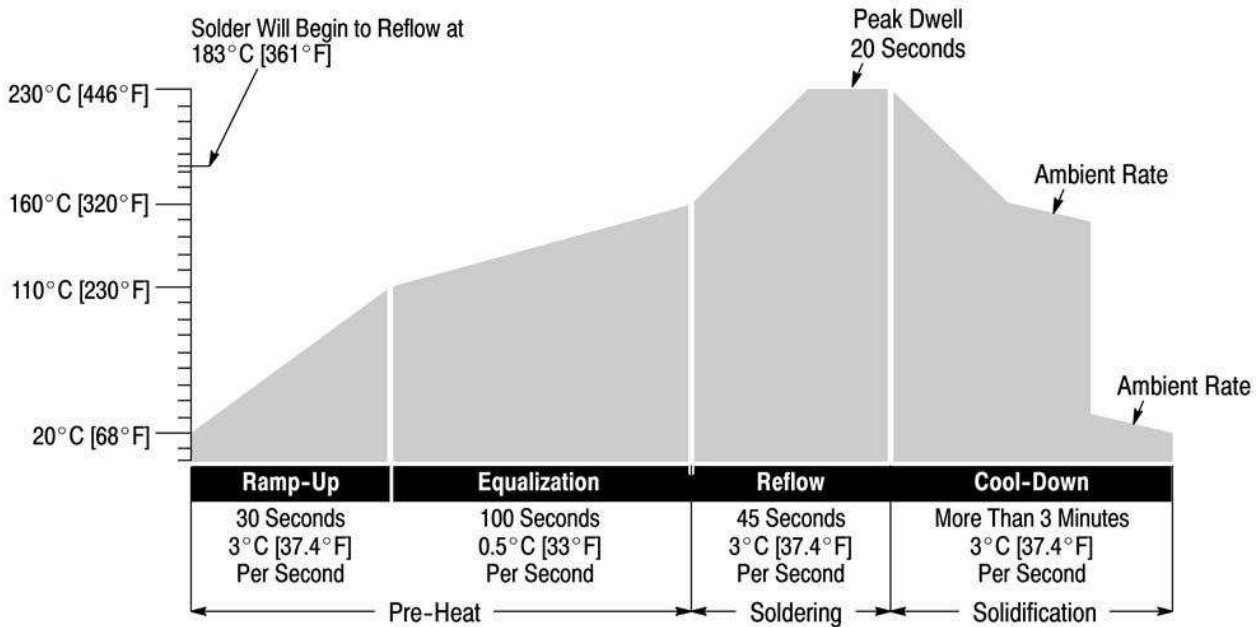 Solder Will Begin to Reflow at
183°C [361°F]
Peak Dwell
20 Seconds
230°C [446°F]
160°C [320°F]
110°C [230°F]
20°C [68°F]
Ambient Rate
Ambient Rate
Ramp-Up
Equalization
Reflow
Cool-Down
30 Seconds
3°C [37.4°F]
Per Second
100 Seconds
0.5°C [33°F]
Per Second
45 Seconds
3°C [37.4°F]
Per Second
More Than 3 Minutes
3°C [37.4°F]
Per Second
Pre-Heat
Soldering
Solidification